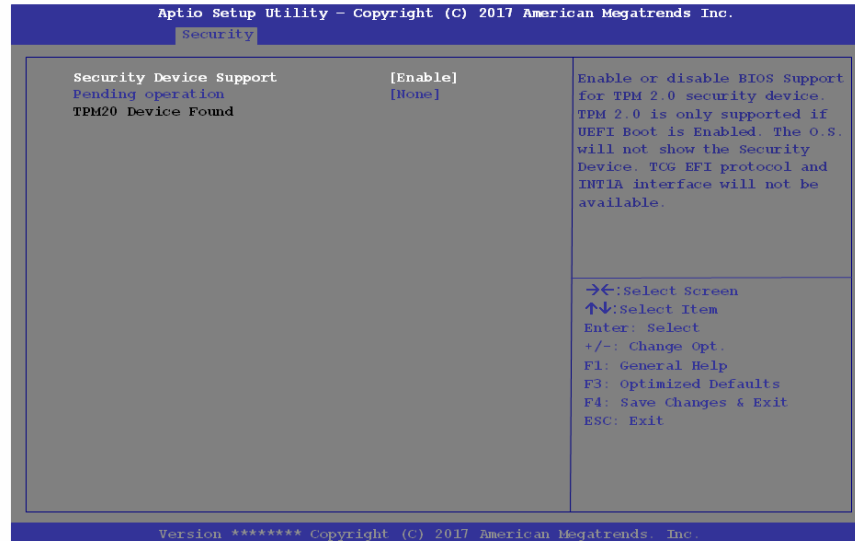 Aptio Setup Utility – Copyright (C) 2017 American Megatrends Inc.
Security
Security Device Support [Enable]
Pending operation [None]
TPM20 Device Found
Enable or disable BIOS Support
for TPM 2.0 security device.
TPM 2.0 is only supported if
UEFI Boot is Enabled. The O.S.
will not show the Security
Device. TCG EFI protocol and
INT1A interface will not be
available.
→←:Select Screen
↑↓:Select Item
Enter: Select
+/-: Change Opt.
F1: General Help
F3: Optimized Defaults
F4: Save Changes & Exit
ESC: Exit
Version ******** Copyright (C) 2017 American Megatrends. Inc.